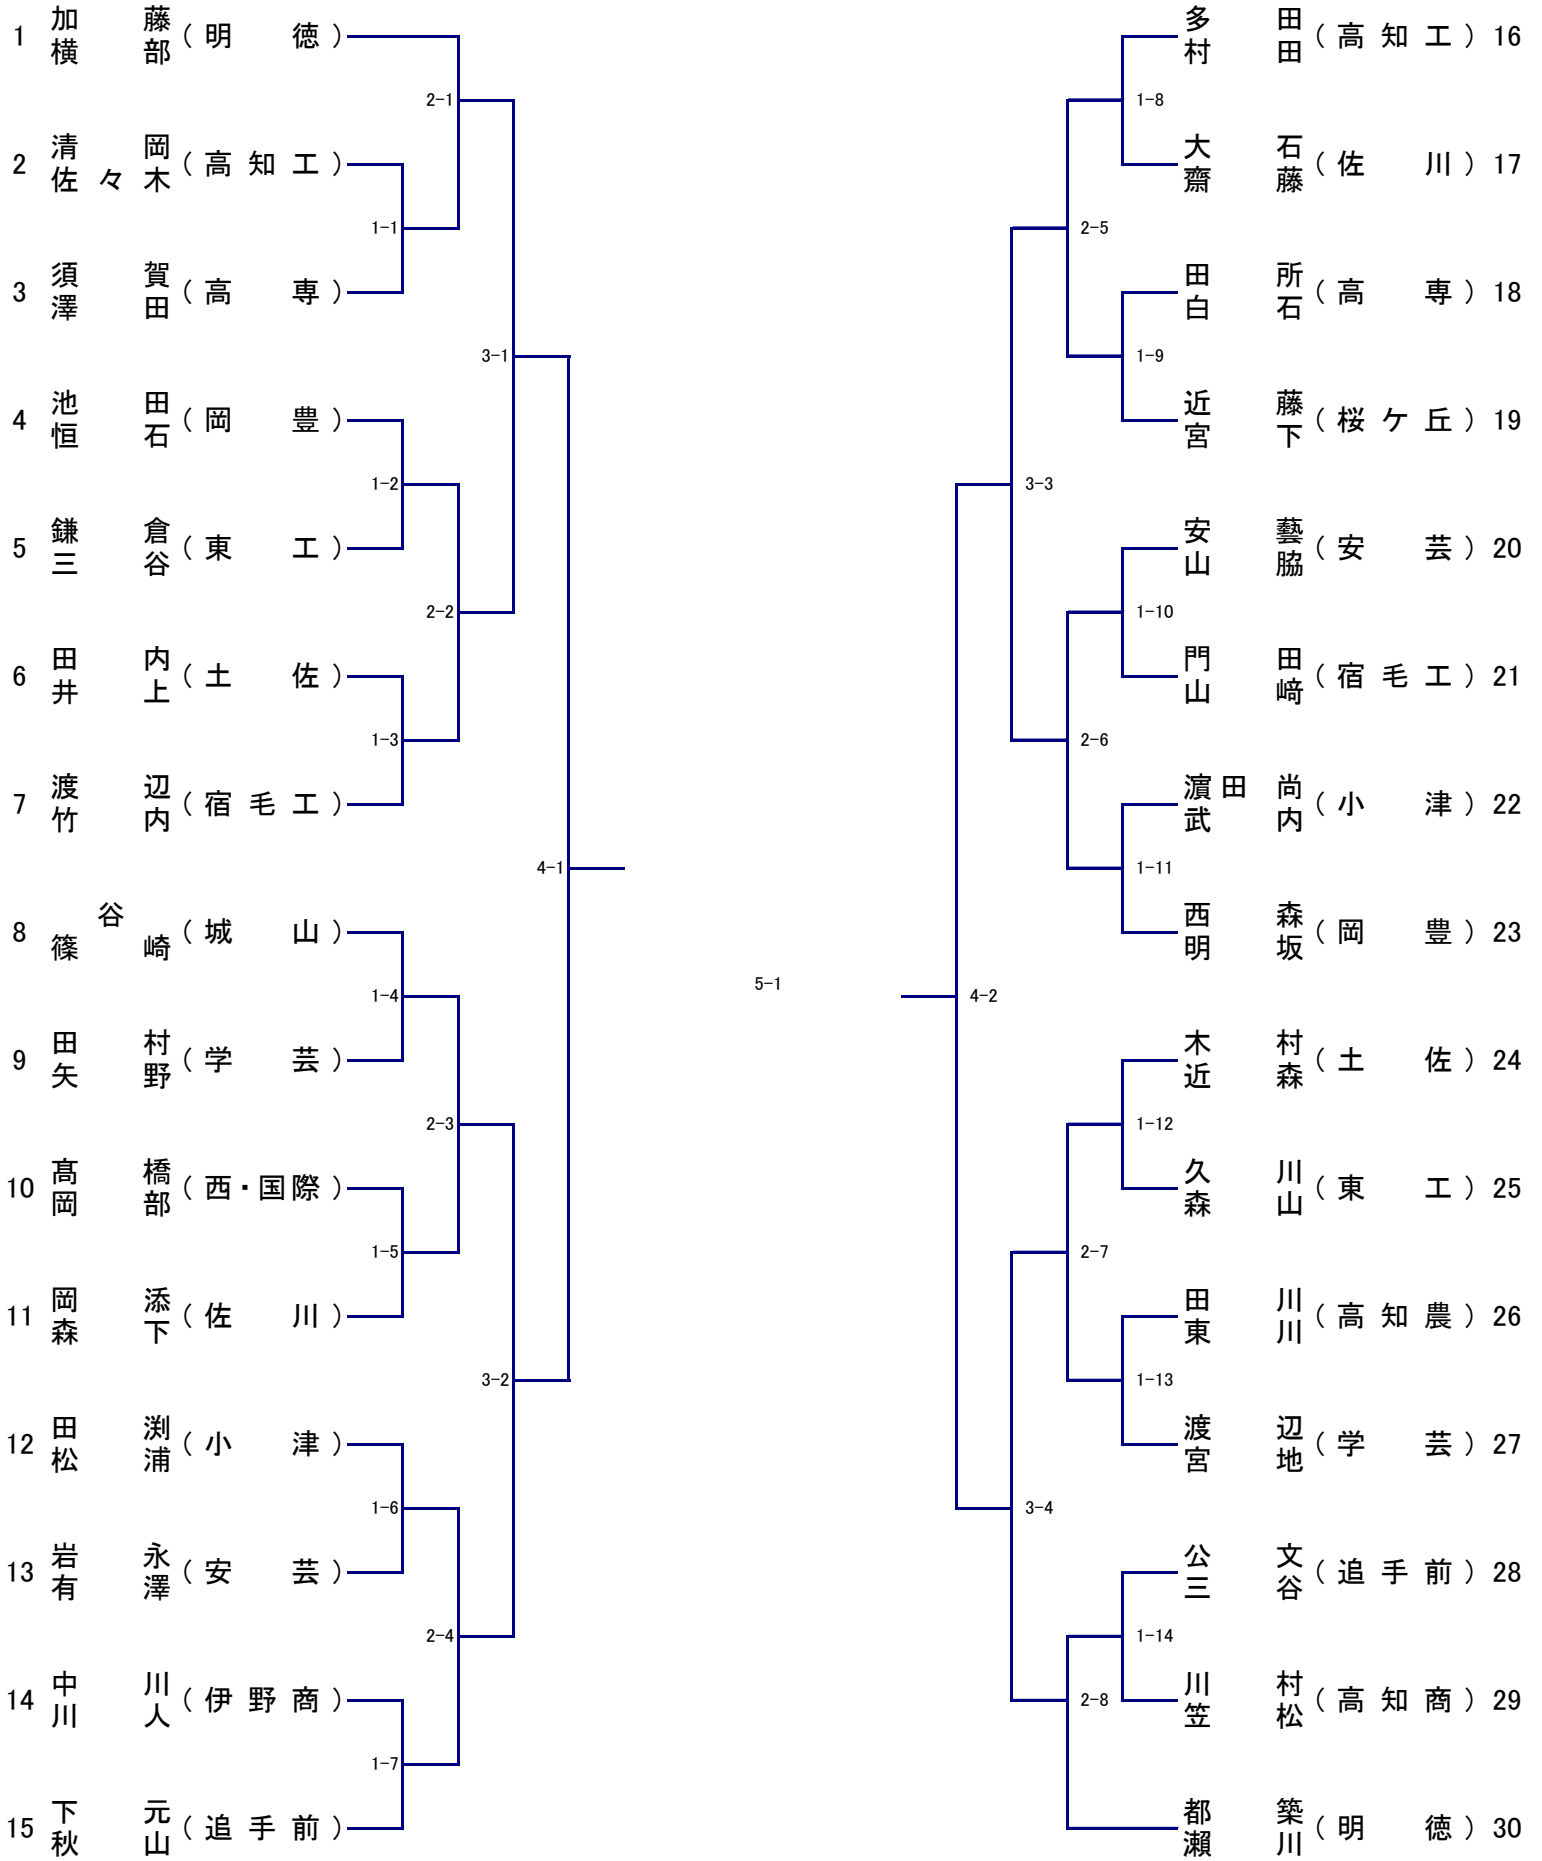 1 加藤 横部 (明徳)
2 清岡 佐々木 (高知工)
3 須賀 澤田 (高専)
4 池田 恒石 (岡豊)
5 鎌倉 三谷 (東工)
6 田内 井上 (土佐)
7 渡辺 竹内 (宿毛工)
8 谷 篠崎 (城山)
9 田村 矢野 (学芸)
10 髙橋 岡部 (西・国際)
11 岡添 森下 (佐川)
12 田渕 松浦 (小津)
13 岩永 有澤 (安芸)
14 中川 川人 (伊野商)
15 下元 秋山 (追手前)
2-1
1-1
3-1
1-2
2-2
1-3
4-1
1-4
2-3
1-5
3-2
1-6
2-4
1-7
5-1
多田 村田 (高知工) 16
大石 齋藤 (佐川) 17
田所 白石 (高専) 18
近藤 宮下 (桜ケ丘) 19
安藝 山脇 (安芸) 20
門田 山﨑 (宿毛工) 21
濵田尚 武内 (小津) 22
西森 明坂 (岡豊) 23
木村 近森 (土佐) 24
久川 森山 (東工) 25
田川 東川 (高知農) 26
渡辺 宮地 (学芸) 27
公文 三谷 (追手前) 28
川村 笠松 (高知商) 29
都築 瀬川 (明徳) 30
1-8
2-5
1-9
3-3
1-10
2-6
1-11
4-2
1-12
2-7
1-13
3-4
1-14
2-8